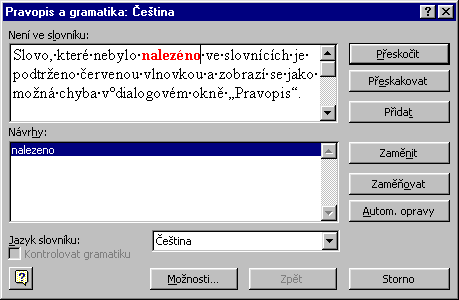 Pravopis a gramatika: Čeština
Není ve slovníku:
Slovo, které nebylo nalezéno ve slovnících je
podtrženo červenou vlnovkou a zobrazí se jako
možná chyba v°dialogovém okně „Pravopis“.
Přeskočit
Přeskakovat
Přidat
Návrhy:
nalezeno
Zaměnit
Zaměňovat
Autom. opravy
Jazyk slovníku:
Čeština
Kontrolovat gramatiku
Možnosti...
Zpět
Storno